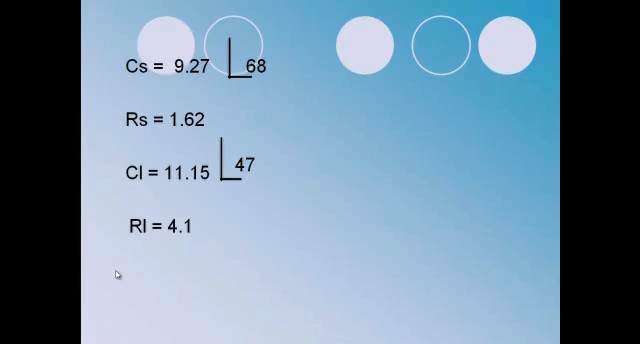 Cs = 9.27 68
Rs = 1.62
Cl = 11.15 47
Rl = 4.1